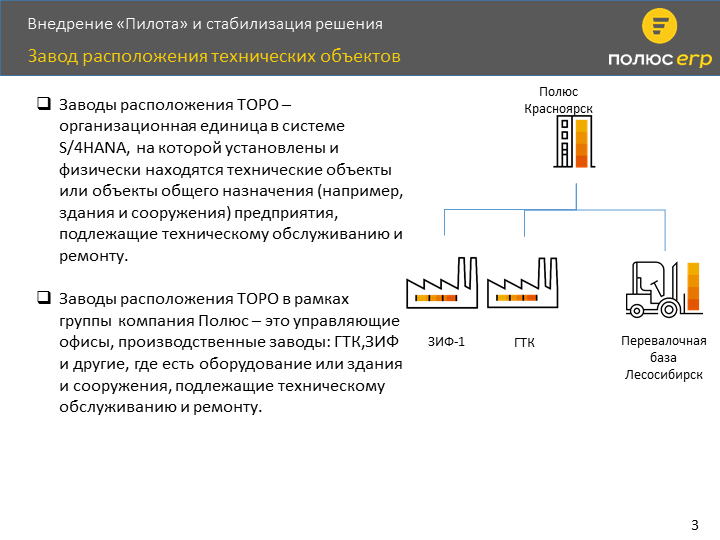 Внедрение «Пилота» и стабилизация решения
Завод расположения технических объектов
ПОЛЮС erp
Заводы расположения ТОРО –
организационная единица в системе
S/4HANA, на которой установлены и
физически находятся технические объекты
или объекты общего назначения (например,
здания и сооружения) предприятия,
подлежащие техническому обслуживанию и
ремонту.
Заводы расположения ТОРО в рамках
группы компания Полюс – это управляющие
офисы, производственные заводы: ГТК,ЗИФ
и другие, где есть оборудование или здания
и сооружения, подлежащие техническому
обслуживанию и ремонту.
Полюс
Красноярск
ЗИФ-1
ГТК
Перевалочная
база
Лесосибирск
3